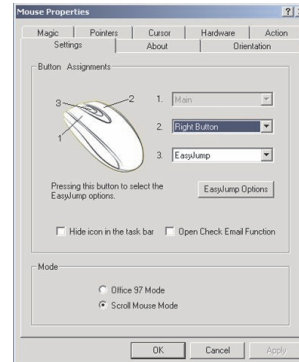 Mouse Properties
Magic Pointers Cursor Hardware Action
Settings About Orientation
Button Assignments
3 2
1
1. Main
2. Right Button
3. EasyJump
Pressing this button to select the
EasyJump options.
EasyJump Options
Hide icon in the task bar Open Check Email Function
Mode
Office 97 Mode
Scroll Mouse Mode
OK Cancel Apply